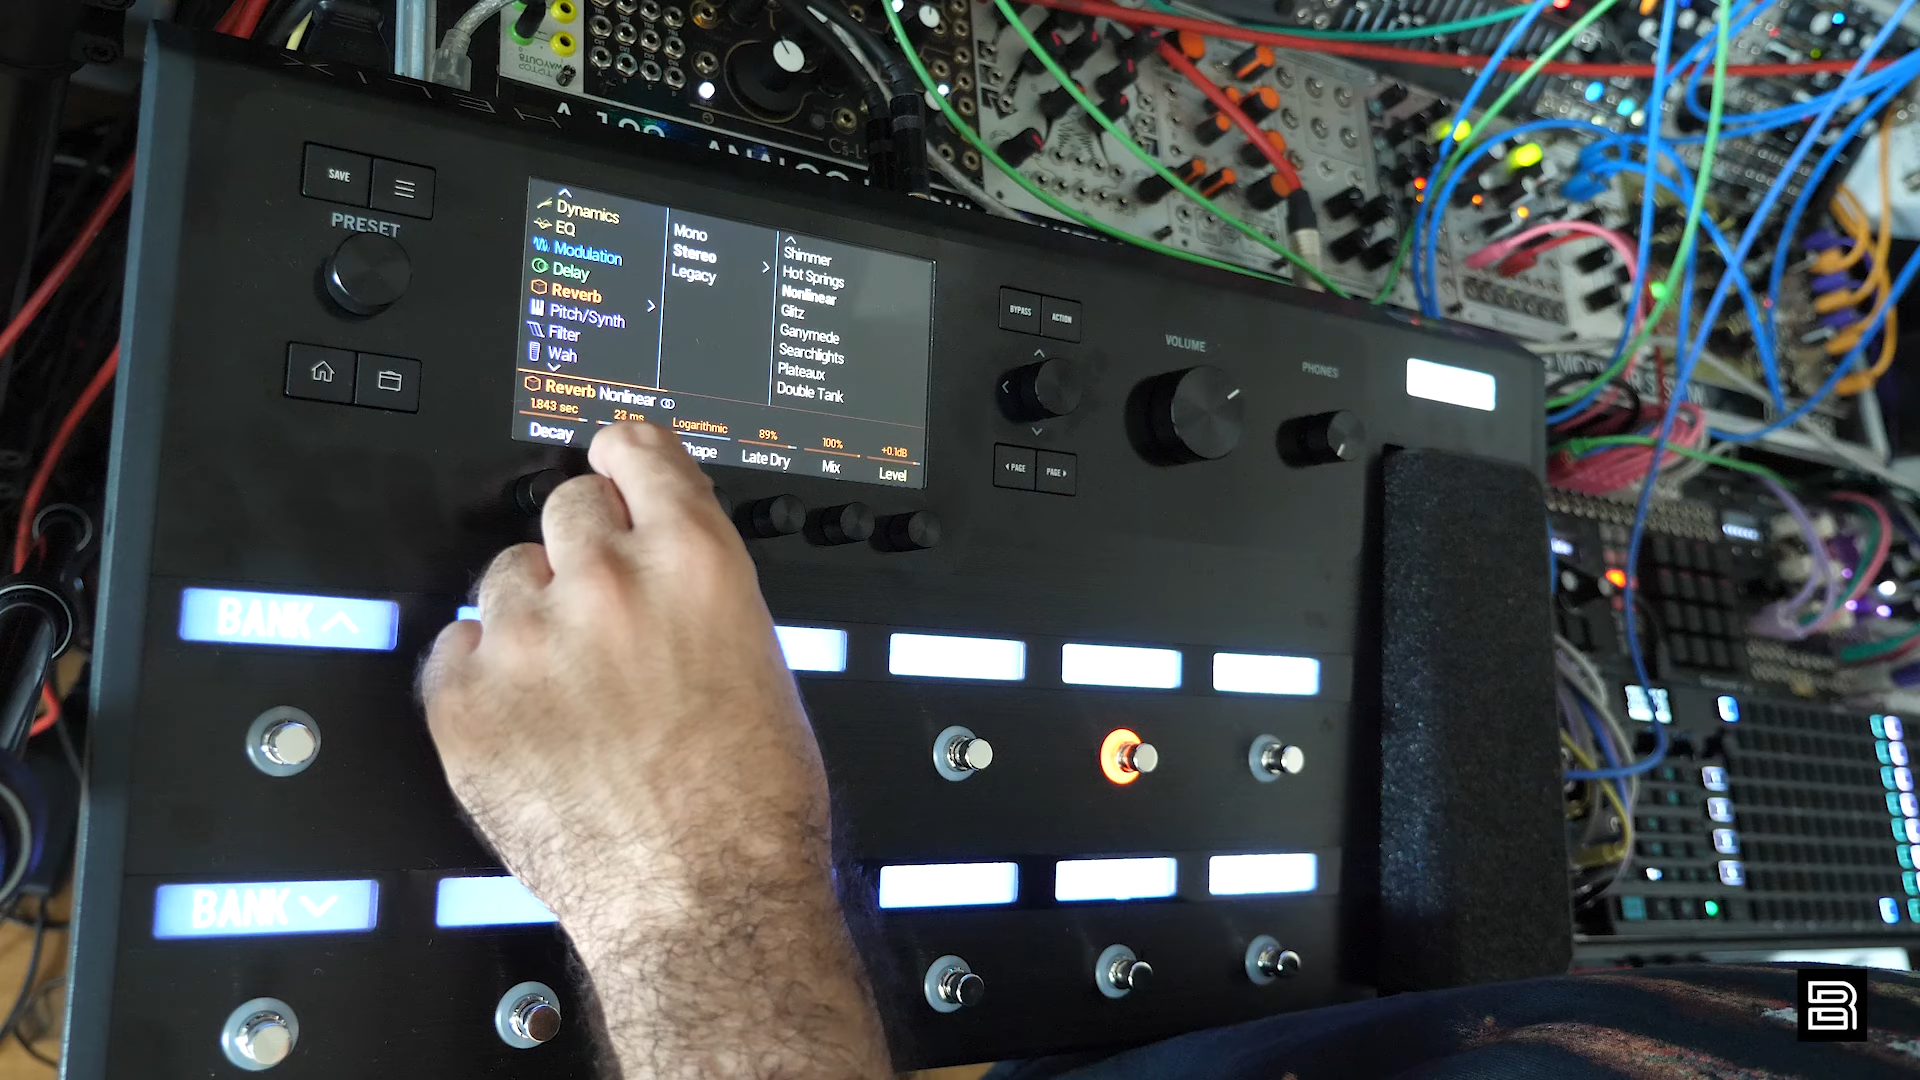 A-100 ANALOG
SAVE
PRESET
Dynamics
EQ
Modulation
Delay
Reverb
Pitch/Synth
Filter
Wah
Mono
Stereo
Legacy
Shimmer
Hot Springs
Nonlinear
Glitz
Ganymede
Searchlights
Plateaux
Double Tank
Reverb Nonlinear
1.843 sec
23 ms
Logarithmic
89%
100%
+0.1dB
Decay
Late Dry
Mix
Level
BYPASS
ACTION
PAGE
PAGE
VOLUME
PHONES
BANK
BANK